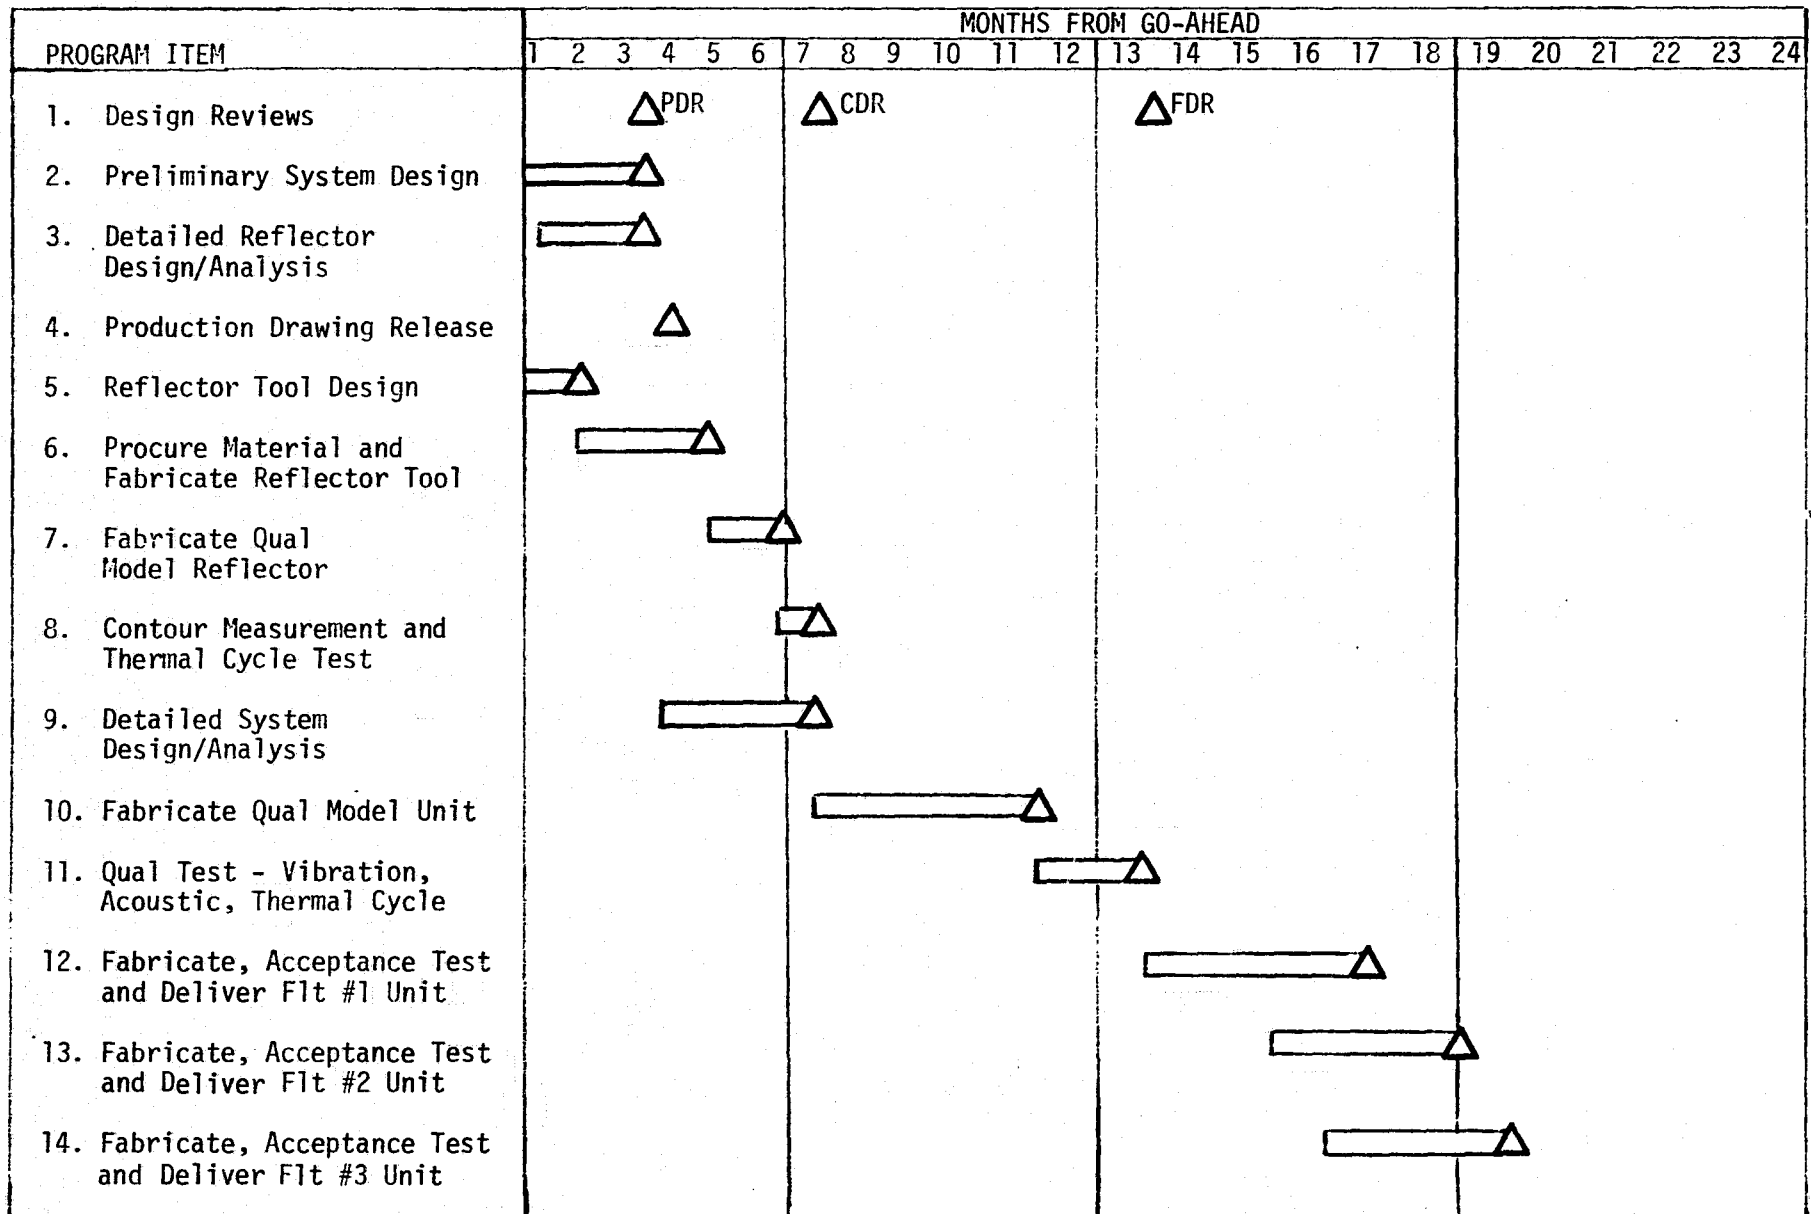 MONTHS FROM GO-AHEAD
PROGRAM ITEM 1 2 3 4 5 6 7 8 9 10 11 12 13 14 15 16 17 18 19 20 21 22 23 24
1. Design Reviews PDR CDR FDR
2. Preliminary System Design
3. Detailed Reflector
Design/Analysis
4. Production Drawing Release
5. Reflector Tool Design
6. Procure Material and
Fabricate Reflector Tool
7. Fabricate Qual
Model Reflector
8. Contour Measurement and
Thermal Cycle Test
9. Detailed System
Design/Analysis
10. Fabricate Qual Model Unit
11. Qual Test - Vibration,
Acoustic, Thermal Cycle
12. Fabricate, Acceptance Test
and Deliver Flt #1 Unit
13. Fabricate, Acceptance Test
and Deliver Flt #2 Unit
14. Fabricate, Acceptance Test
and Deliver Flt #3 Unit